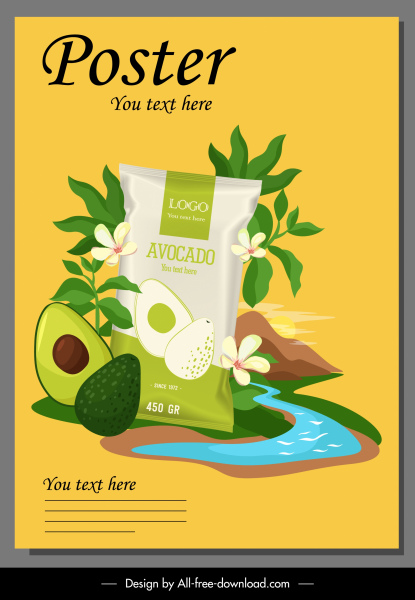 Poster
You text here
LOGO
You text here
AVOCADO
You text here
- SINCE 1975 -
450 GR
You text here
Design by All-free-download.com